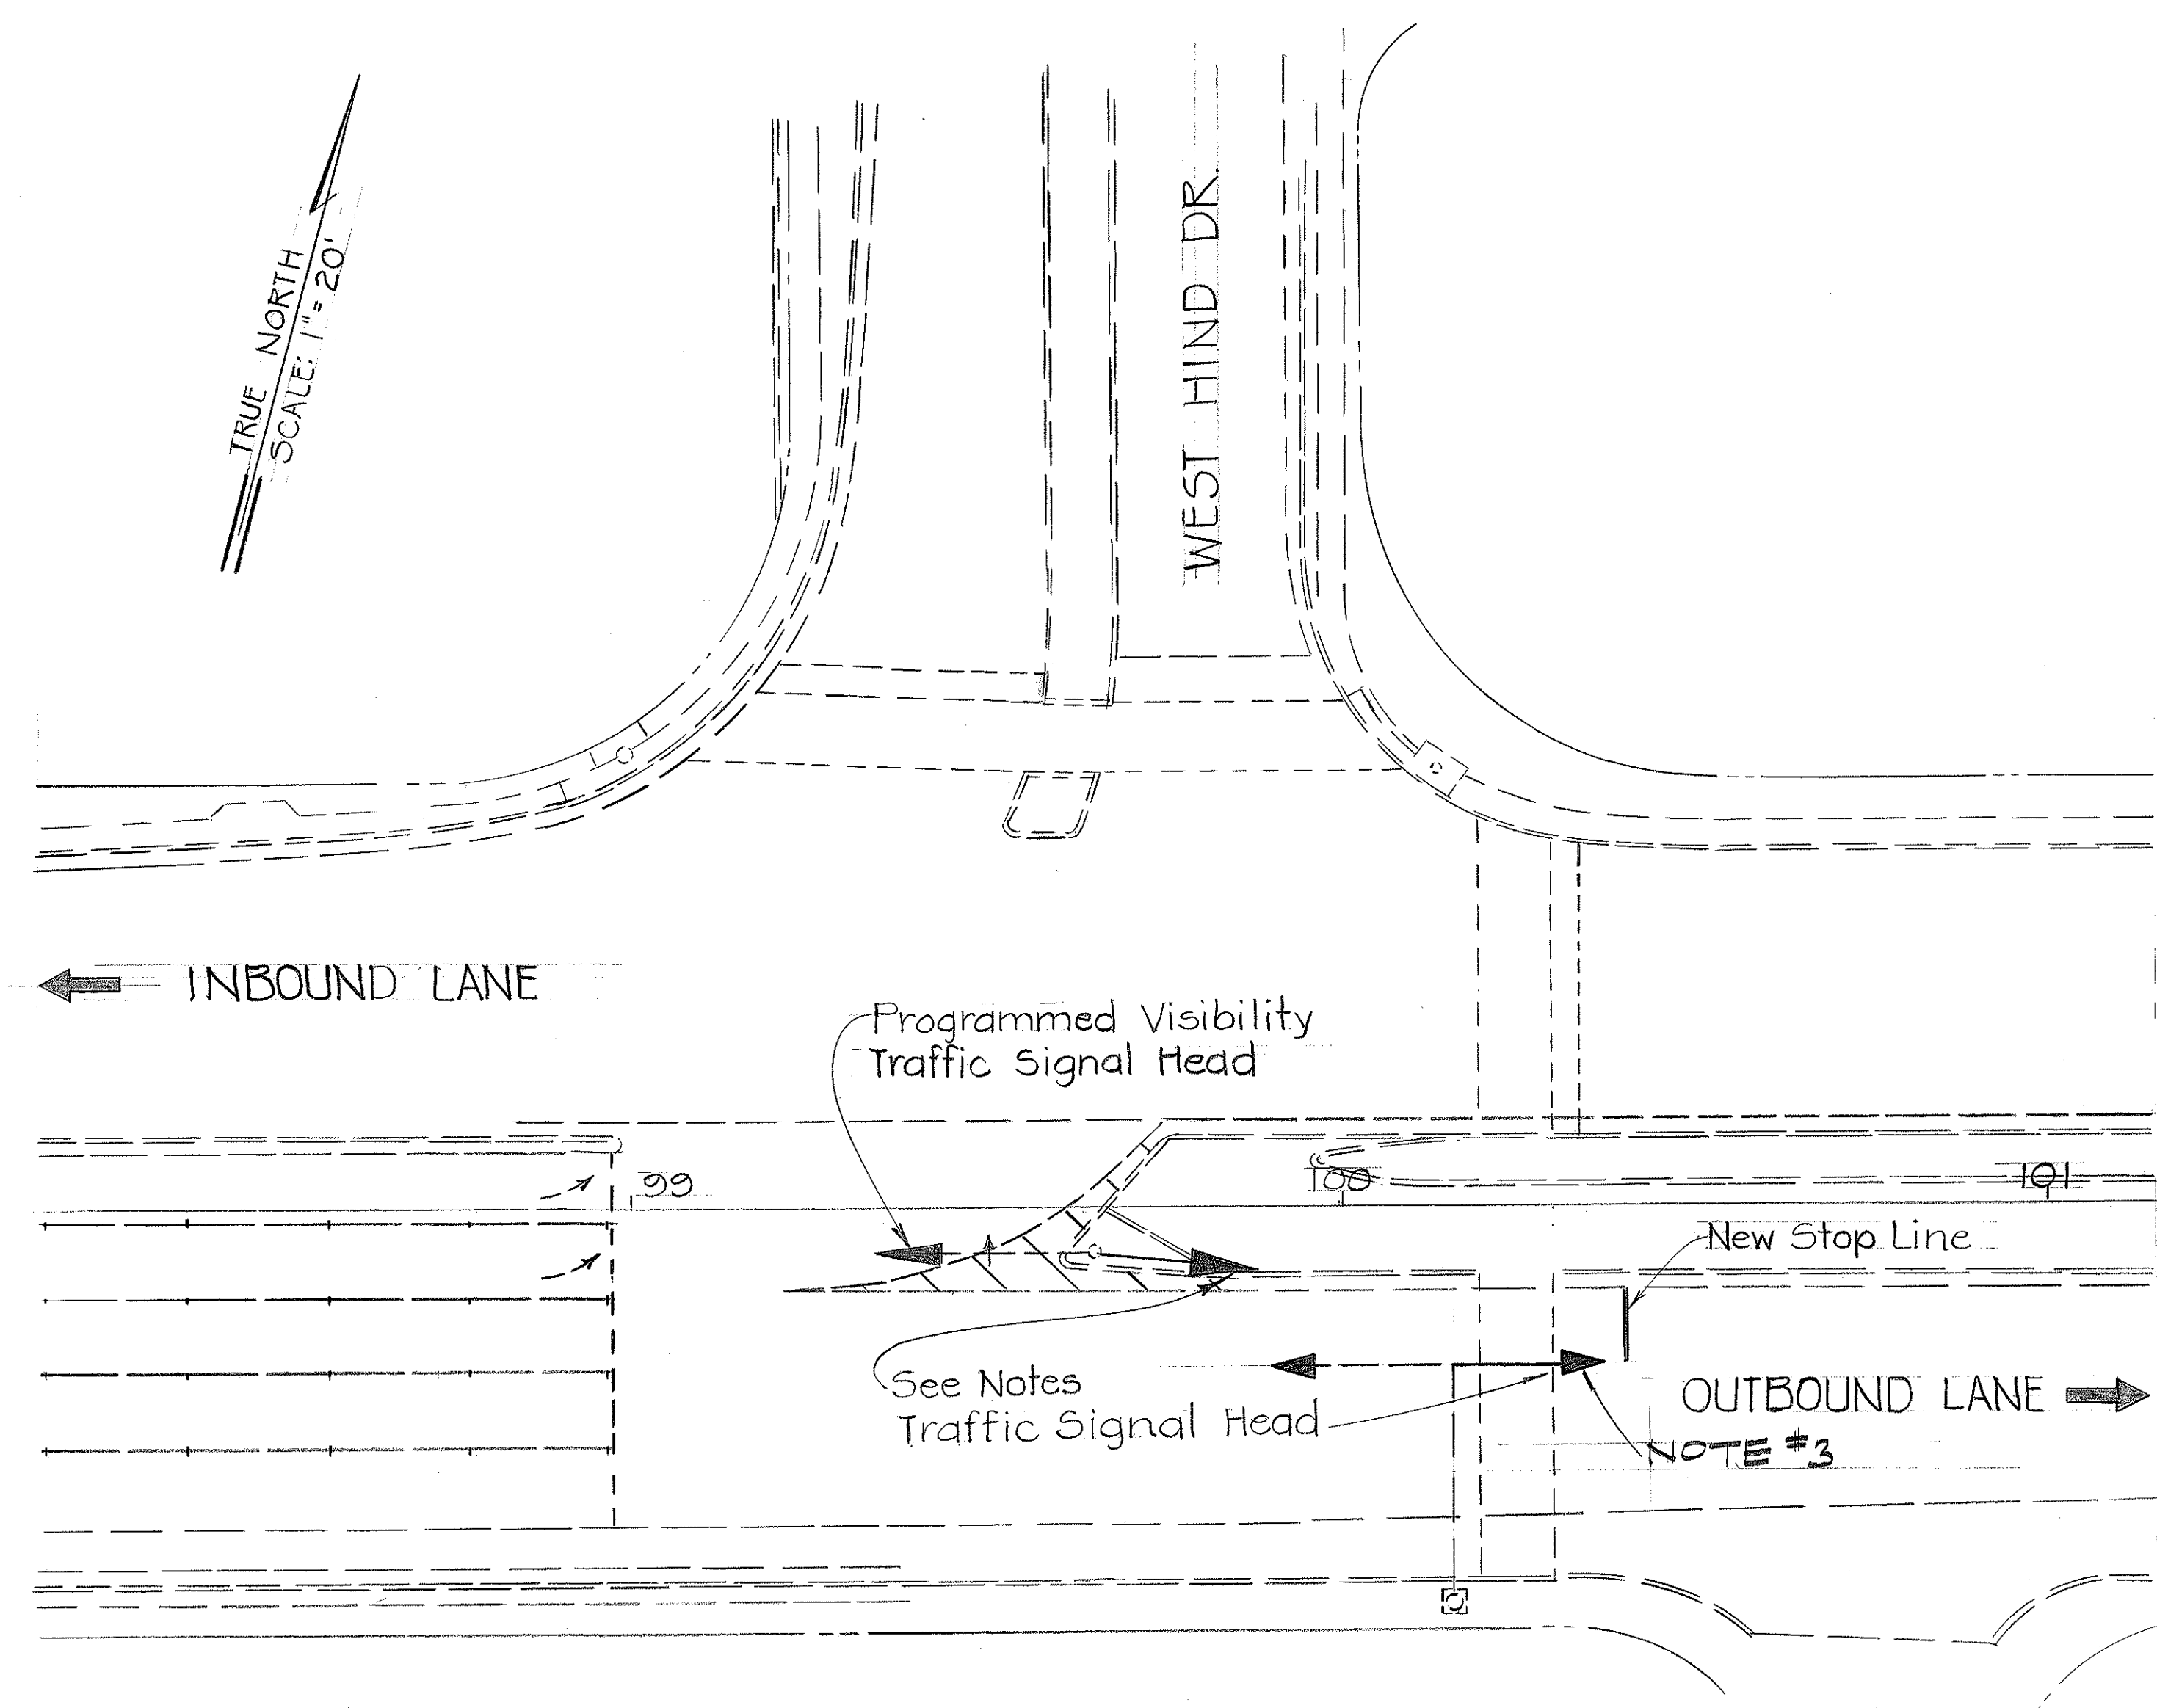 TRUE NORTH
SCALE: 1" = 20'
WEST HIND DR.
INBOUND LANE
Programmed Visibility
Traffic Signal Head
99
100
101
New Stop Line
See Notes
Traffic Signal Head
OUTBOUND LANE
NOTE #3